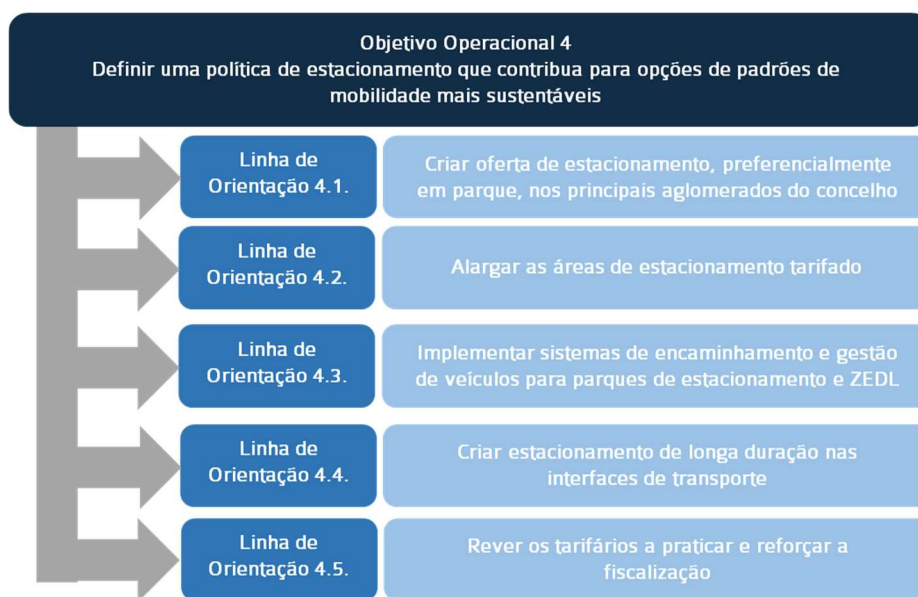 Objetivo Operacional 4
Definir uma política de estacionamento que contribua para opções de padrões de
mobilidade mais sustentáveis
Linha de
Orientação 4.1.
Criar oferta de estacionamento, preferencialmente
em parque, nos principais aglomerados do concelho
Linha de
Orientação 4.2.
Alargar as áreas de estacionamento tarifado
Linha de
Orientação 4.3.
Implementar sistemas de encaminhamento e gestão
de veículos para parques de estacionamento e ZEDL
Linha de
Orientação 4.4.
Criar estacionamento de longa duração nas
interfaces de transporte
Linha de
Orientação 4.5.
Rever os tarifários a praticar e reforçar a
fiscalização